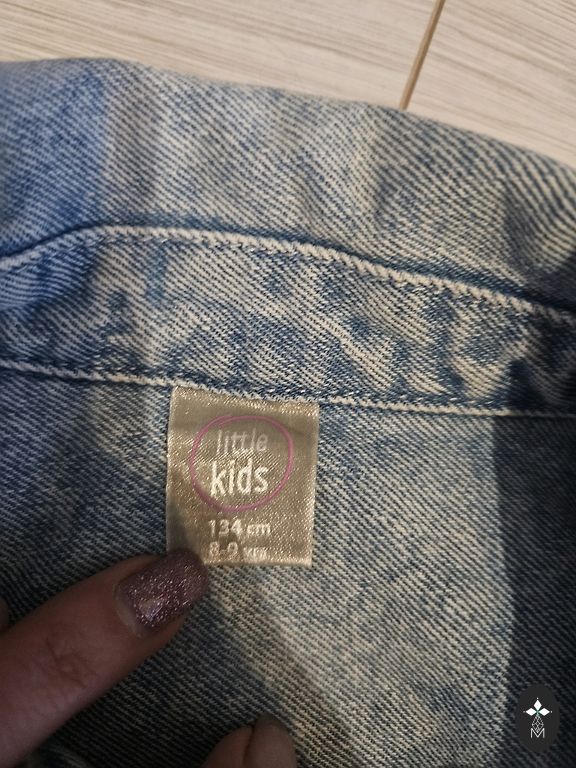 little
kids
134 cm
8-9 yrs